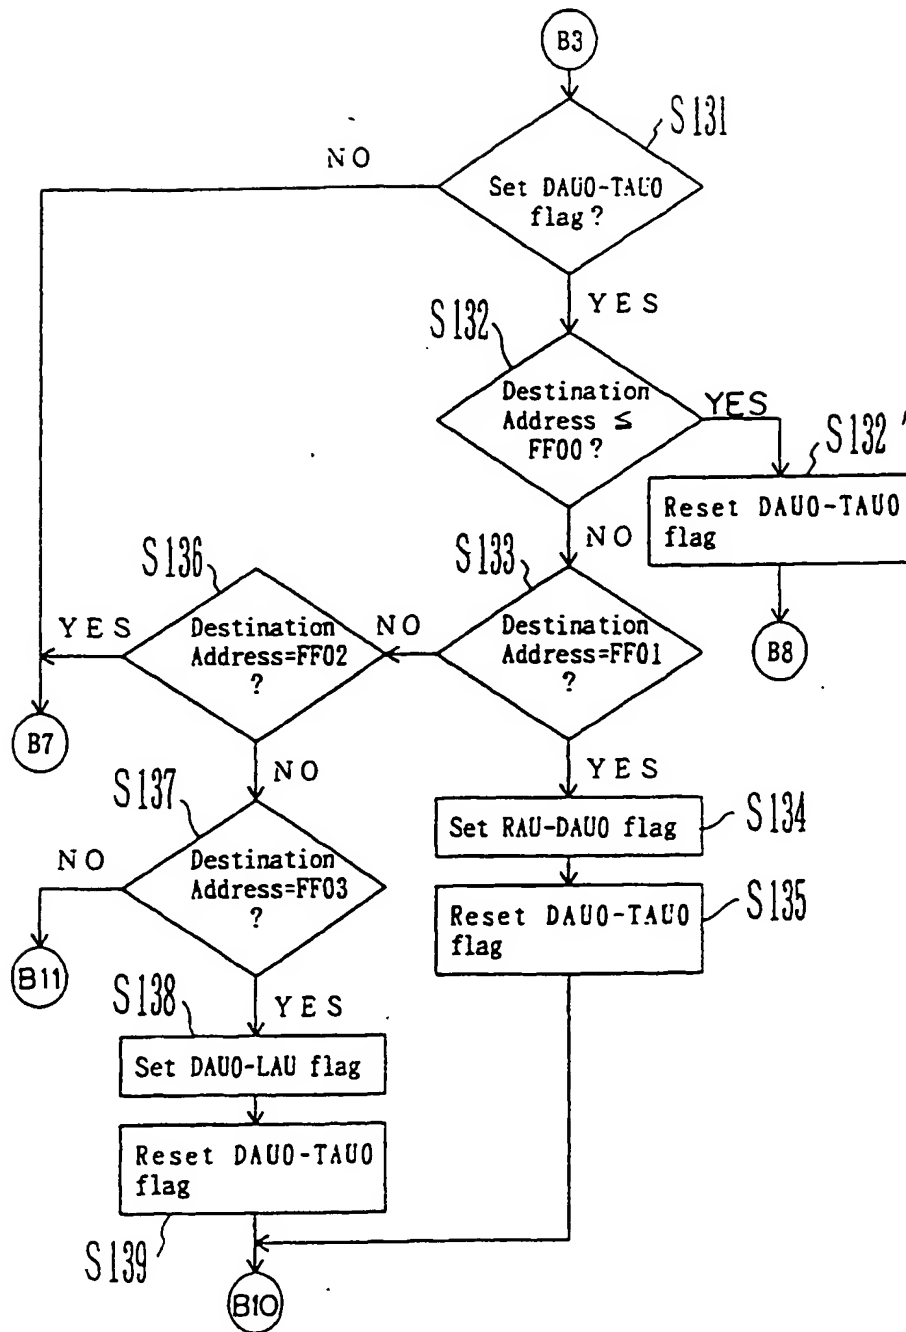 B3
S131
NO
Set DAU0-TAU0
flag?
YES
S132
Destination
Address ≤
FF00?
YES
S132'
Reset DAU0-TAU0
flag
NO
S136
S133
YES
Destination
Address=FF02
?
NO
Destination
Address=FF01
?
B8
B7
NO
YES
S137
Set RAU-DAU0 flag
S134
NO
Destination
Address=FF03
?
Reset DAU0-TAU0
flag
S135
B11
S138
YES
Set DAU0-LAU flag
Reset DAU0-TAU0
flag
S139
B10